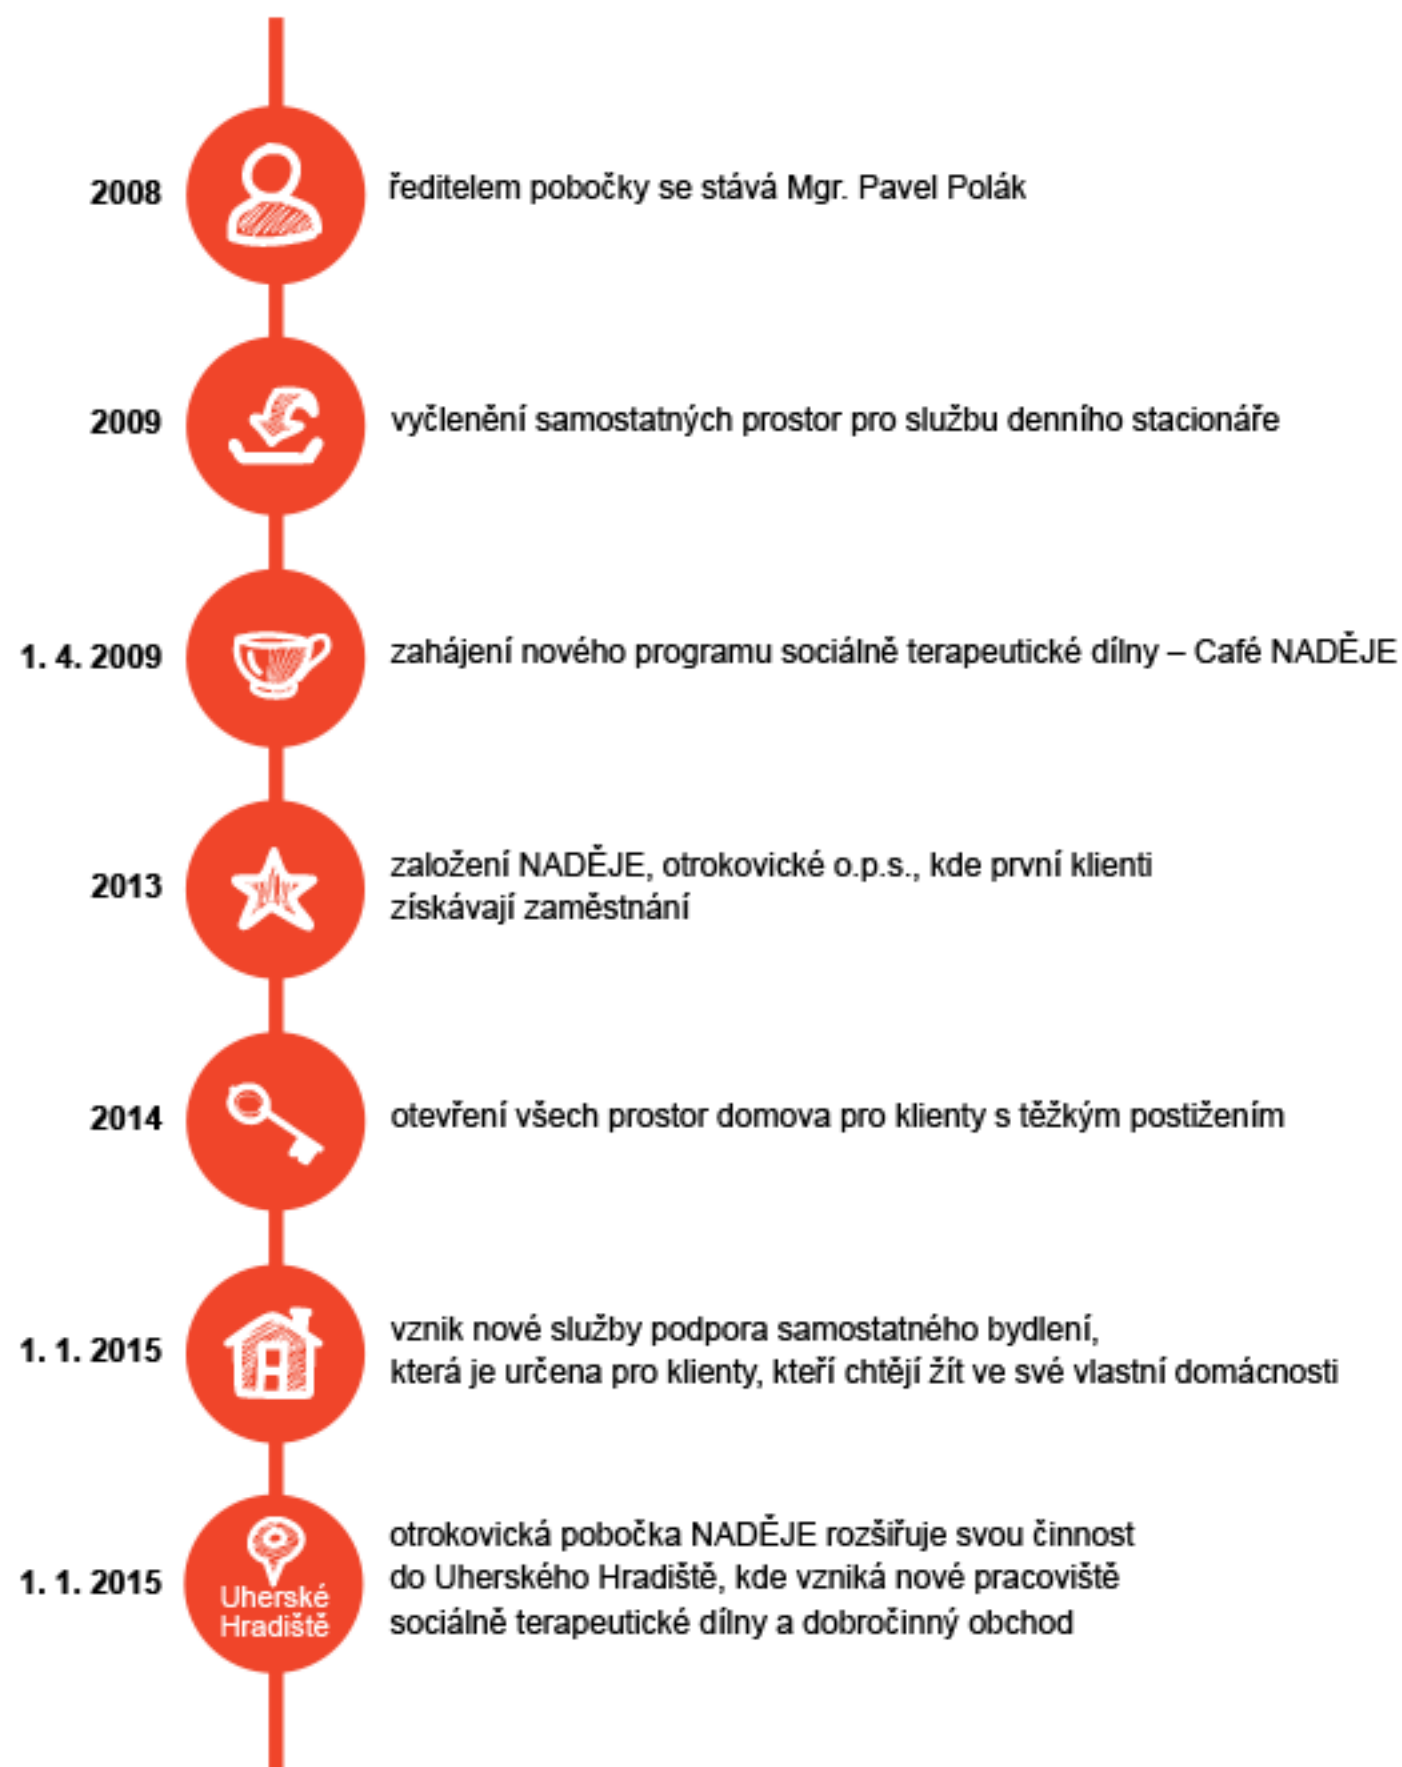 2008
ředitelem pobočky se stává Mgr. Pavel Polák
2009
vyčlenění samostatných prostor pro službu denního stacionáře
1. 4. 2009
zahájení nového programu sociálně terapeutické dílny – Café NADĚJE
2013
založení NADĚJE, otrokovické o.p.s., kde první klienti
získávají zaměstnání
2014
otevření všech prostor domova pro klienty s těžkým postižením
1. 1. 2015
vznik nové služby podpora samostatného bydlení,
která je určena pro klienty, kteří chtějí žít ve své vlastní domácnosti
1. 1. 2015
Uherské
Hradiště
otrokovická pobočka NADĚJE rozšiřuje svou činnost
do Uherského Hradiště, kde vzniká nové pracoviště
sociálně terapeutické dílny a dobročinný obchod